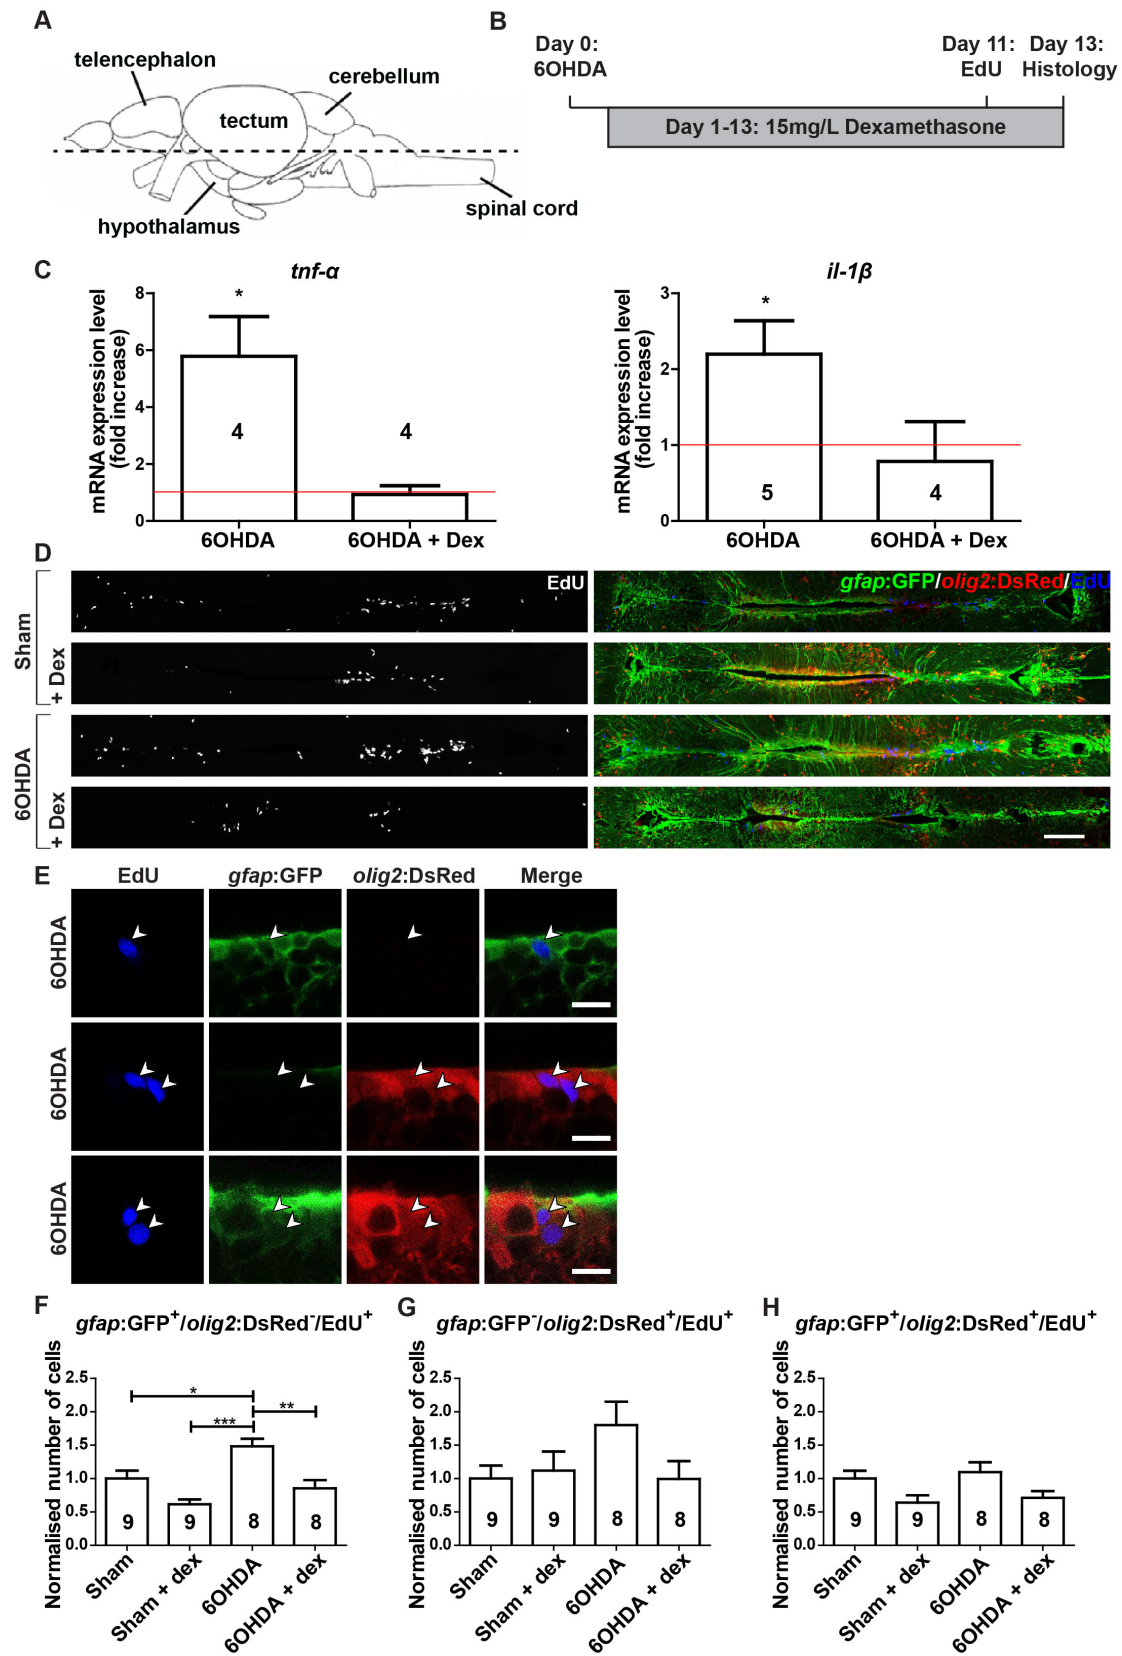 A
telencephalon
cerebellum
tectum
hypothalamus
spinal cord
B
Day 0:
6OHDA
Day 11:
EdU
Day 13:
Histology
Day 1-13: 15mg/L Dexamethasone
C
tnf-α
mRNA expression level
(fold increase)
8
6
4
2
0
*
4
4
6OHDA
6OHDA + Dex
il-1β
mRNA expression level
(fold increase)
3
2
1
0
*
5
4
6OHDA
6OHDA + Dex
D
Sham
+ Dex
6OHDA
+ Dex
EdU
gfap:GFP/olig2:DsRed/EdU
E
EdU
gfap:GFP
olig2:DsRed
Merge
6OHDA
6OHDA
6OHDA
F
gfap:GFP⁺/olig2:DsRed⁻/EdU⁺
Normalised number of cells
2.5
2.0
1.5
1.0
0.5
0.0
*
**
***
9
9
8
8
Sham
Sham + dex
6OHDA
6OHDA + dex
G
gfap:GFP⁻/olig2:DsRed⁺/EdU⁺
Normalised number of cells
2.5
2.0
1.5
1.0
0.5
0.0
9
9
8
8
Sham
Sham + dex
6OHDA
6OHDA + dex
H
gfap:GFP⁺/olig2:DsRed⁺/EdU⁺
Normalised number of cells
2.5
2.0
1.5
1.0
0.5
0.0
9
9
8
8
Sham
Sham + dex
6OHDA
6OHDA + dex